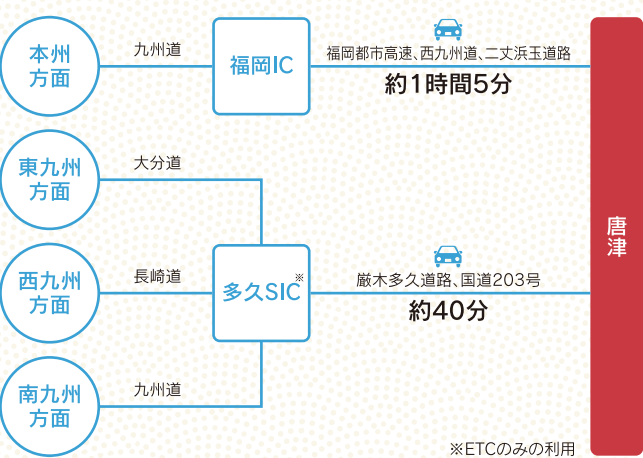 本州
方面
九州道
福岡IC
福岡都市高速、西九州道、二丈浜玉道路
約1時間5分
東九州
方面
大分道
西九州
方面
長崎道
多久SIC※
厳木多久道路、国道203号
約40分
南九州
方面
九州道
唐津
※ETCのみの利用